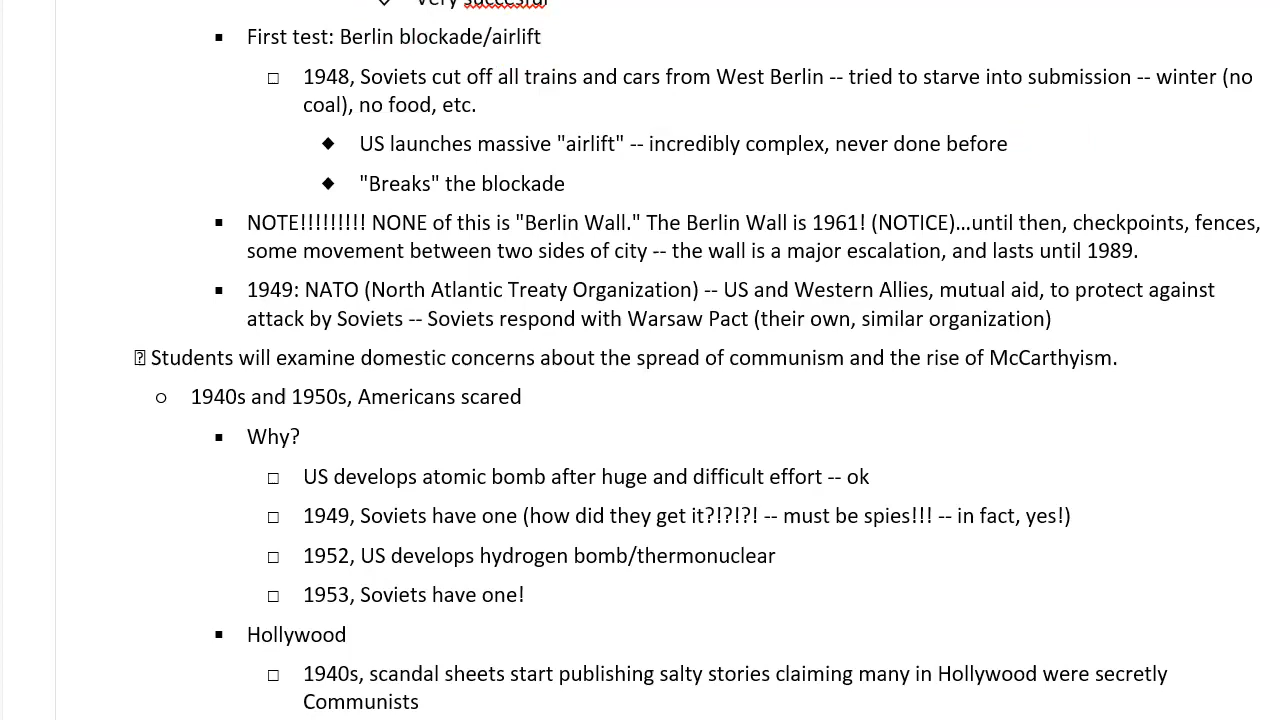 First test: Berlin blockade/airlift
1948, Soviets cut off all trains and cars from West Berlin -- tried to starve into submission -- winter (no
coal), no food, etc.
US launches massive "airlift" -- incredibly complex, never done before
"Breaks" the blockade
NOTE!!!!!!!!! NONE of this is "Berlin Wall." The Berlin Wall is 1961! (NOTICE)…until then, checkpoints, fences,
some movement between two sides of city -- the wall is a major escalation, and lasts until 1989.
1949: NATO (North Atlantic Treaty Organization) -- US and Western Allies, mutual aid, to protect against
attack by Soviets -- Soviets respond with Warsaw Pact (their own, similar organization)
Students will examine domestic concerns about the spread of communism and the rise of McCarthyism.
1940s and 1950s, Americans scared
Why?
US develops atomic bomb after huge and difficult effort -- ok
1949, Soviets have one (how did they get it?!?!?! -- must be spies!!! -- in fact, yes!)
1952, US develops hydrogen bomb/thermonuclear
1953, Soviets have one!
Hollywood
1940s, scandal sheets start publishing salty stories claiming many in Hollywood were secretly
Communists